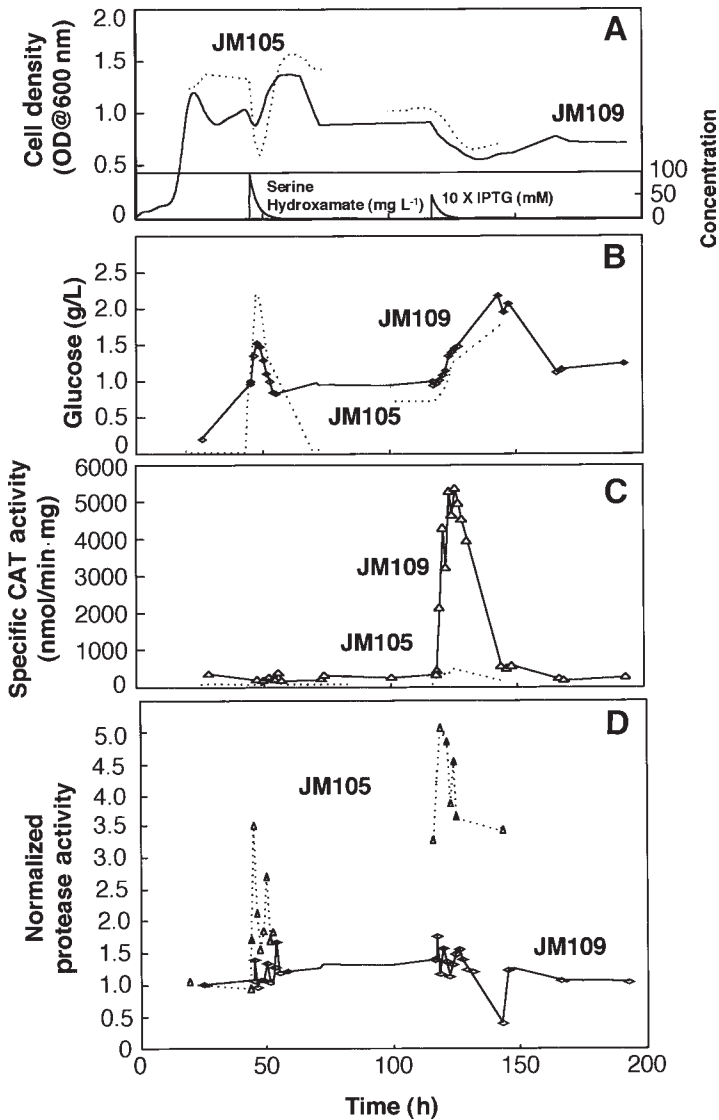 A
Cell density
(OD@600 nm)
2.0
1.5
1.0
0.5
0
JM105
JM109
Serine
Hydroxamate (mg L-1)
10 X IPTG (mM)
100
50
0
Concentration
B
Glucose (g/L)
2.5
2.0
1.5
1.0
0.5
0
JM109
JM105
C
Specific CAT activity
(nmol/min·mg)
6000
5000
4000
3000
2000
1000
0
JM109
JM105
D
Normalized
protease activity
5.0
4.5
4.0
3.5
3.0
2.5
2.0
1.5
1.0
0.5
0
JM105
JM109
0 50 100 150 200
Time (h)